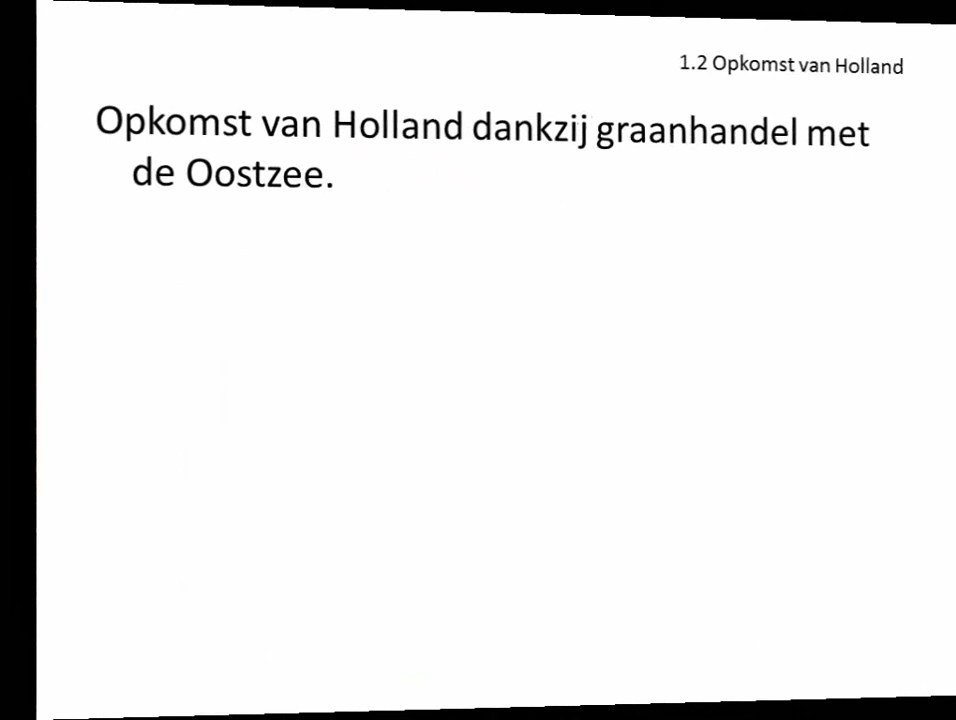 1.2 Opkomst van Holland
Opkomst van Holland dankzij graanhandel met
de Oostzee.